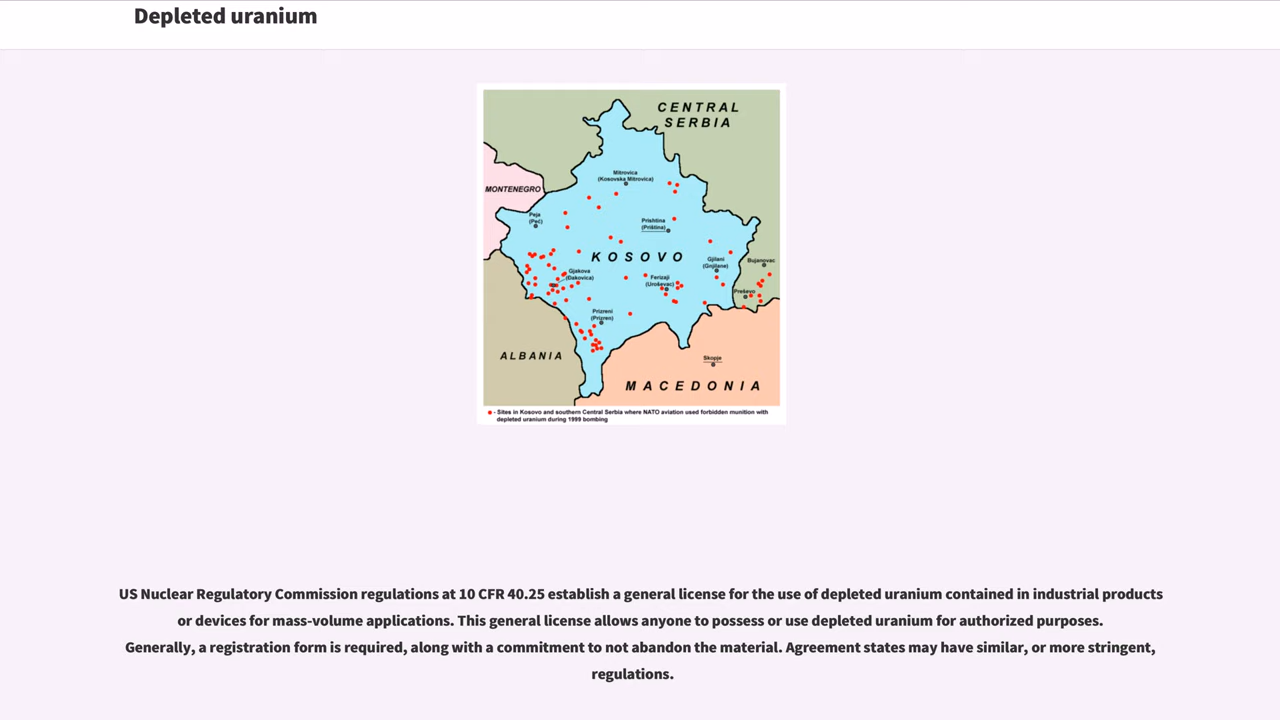 Depleted uranium
CENTRAL
SERBIA
Mitrovica
(Kosovska Mitrovica)
MONTENEGRO
Peja
(Peć)
Prishtina
(Priština)
KOSOVO
Gjilani
(Gnjilane)
Bujanovac
Gjakova
(Đakovica)
Ferizaji
(Uroševac)
Preševo
Prizreni
(Prizren)
ALBANIA
Skopje
MACEDONIA
- Sites in Kosovo and southern Central Serbia where NATO aviation used forbidden munition with
depleted uranium during 1999 bombing
US Nuclear Regulatory Commission regulations at 10 CFR 40.25 establish a general license for the use of depleted uranium contained in industrial products
or devices for mass-volume applications. This general license allows anyone to possess or use depleted uranium for authorized purposes.
Generally, a registration form is required, along with a commitment to not abandon the material. Agreement states may have similar, or more stringent,
regulations.